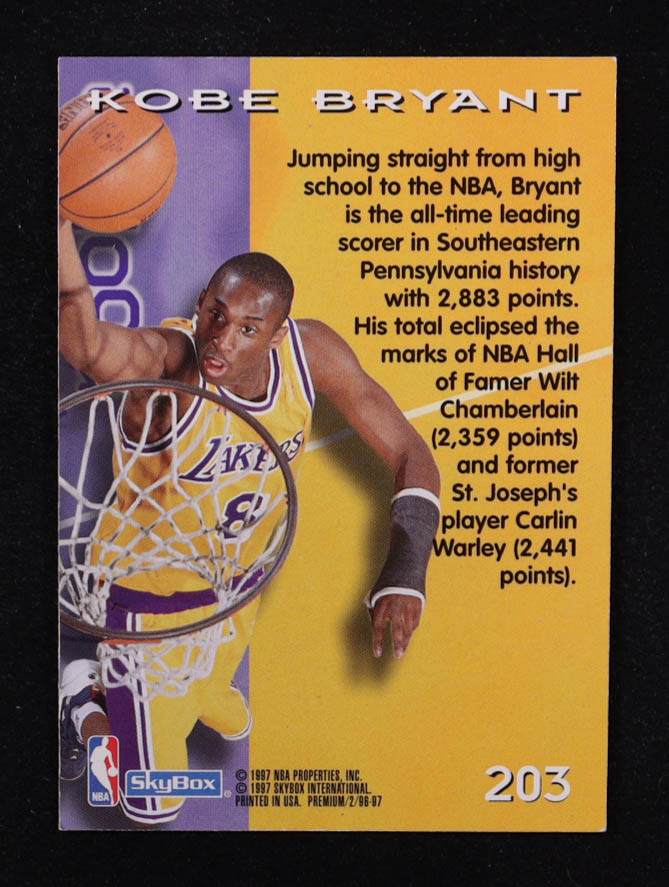 KOBE BRYANT
Jumping straight from high
school to the NBA, Bryant
is the all-time leading
scorer in Southeastern
Pennsylvania history
with 2,883 points.
His total eclipsed the
marks of NBA Hall
of Famer Wilt
Chamberlain
(2,359 points)
and former
St. Joseph's
player Carlin
Warley (2,441
points).
LAKERS
8
NBA
SkyBox®
© 1997 NBA PROPERTIES, INC.
© 1997 SKYBOX INTERNATIONAL.
PRINTED IN USA. PREMIUM/2/96-97
203